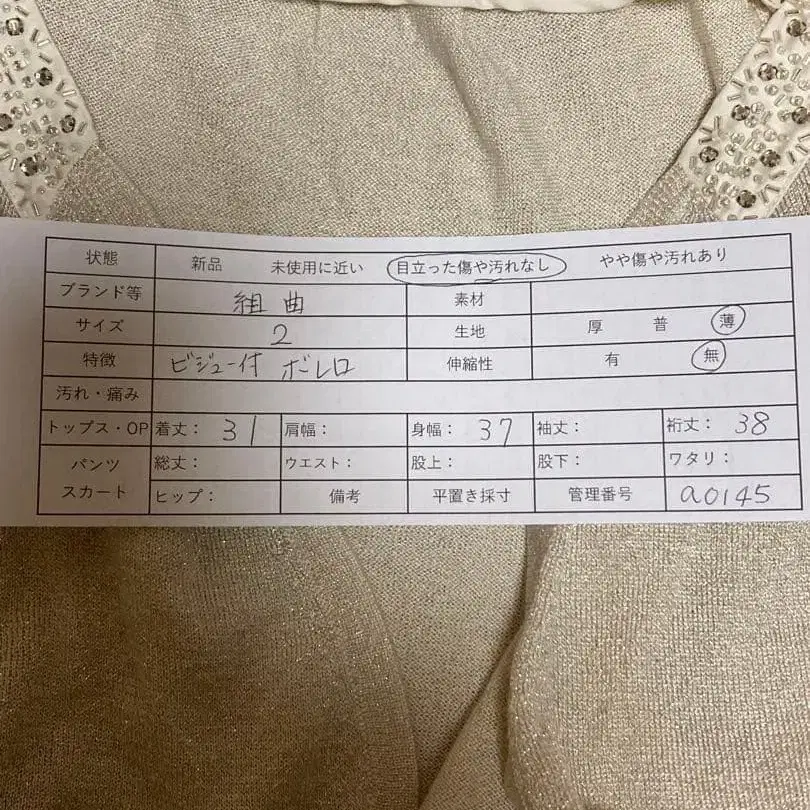 状態 新品 未使用に近い 目立った傷や汚れなし やや傷や汚れあり
ブランド等 組曲 素材
サイズ 2 生地 厚 普 薄
特徴 ビジュー付 ボレロ 伸縮性 有 無
汚れ・痛み
トップス・OP 着丈： 31 肩幅： 身幅： 37 袖丈： 裄丈： 38
パンツ 総丈： ウエスト： 股上： 股下： ワタリ：
スカート ヒップ： 備考 平置き採寸 管理番号 a0145